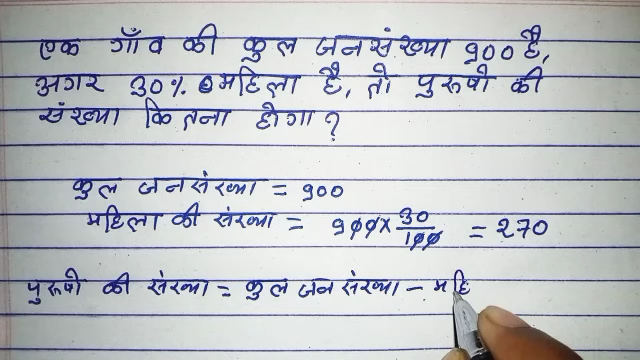 एक गाँव की कुल जनसंख्या 900 है,
अगर 30% महिला है, तो पुरूषो की
संख्या कितना होगा?
कुल जनसंख्या = 900
महिला की संख्या = 900 × 30/100 = 270
पुरूषो की संख्या = कुल जनसंख्या - महि